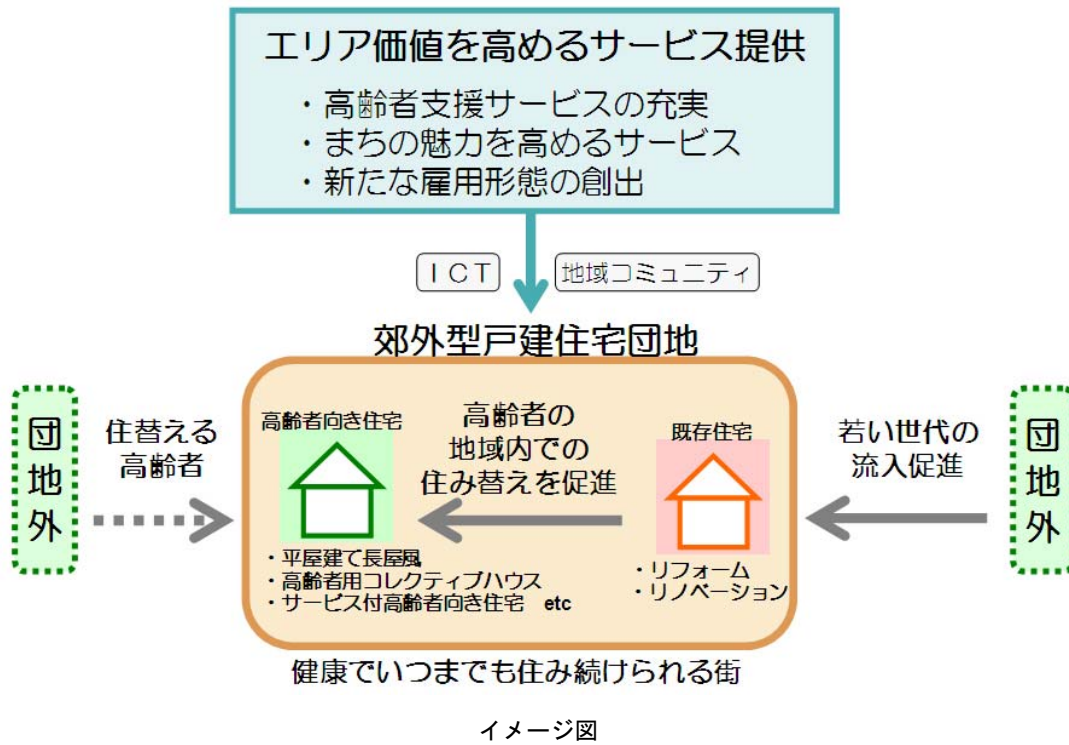 エリア価値を高めるサービス提供
・高齢者支援サービスの充実
・まちの魅力を高めるサービス
・新たな雇用形態の創出
ICT
地域コミュニティ
郊外型戸建住宅団地
団地外
住替える
高齢者
高齢者向き住宅
・平屋建て長屋風
・高齢者用コレクティブハウス
・サービス付高齢者向き住宅 etc
高齢者の
地域内での
住み替えを促進
既存住宅
・リフォーム
・リノベーション
若い世代の
流入促進
団地外
健康でいつまでも住み続けられる街
イメージ図